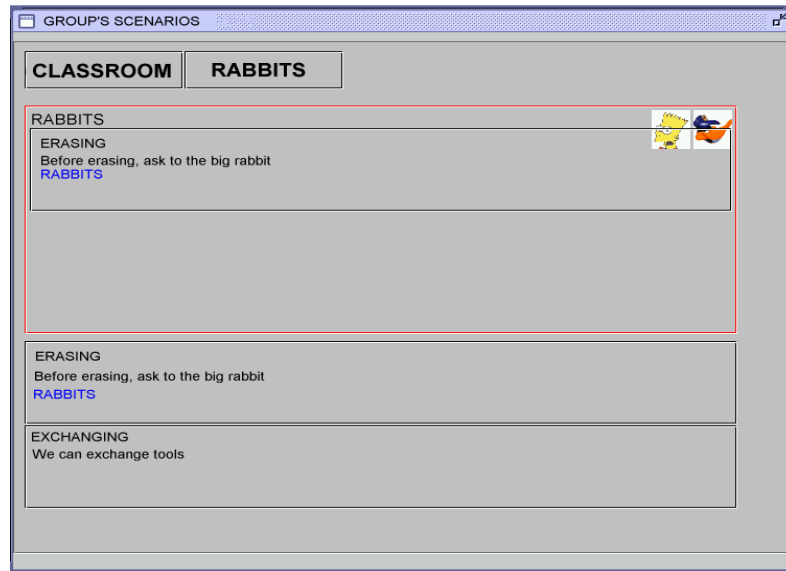 GROUP'S SCENARIOS
CLASSROOM
RABBITS
RABBITS
ERASING
Before erasing, ask to the big rabbit
RABBITS
ERASING
Before erasing, ask to the big rabbit
RABBITS
EXCHANGING
We can exchange tools